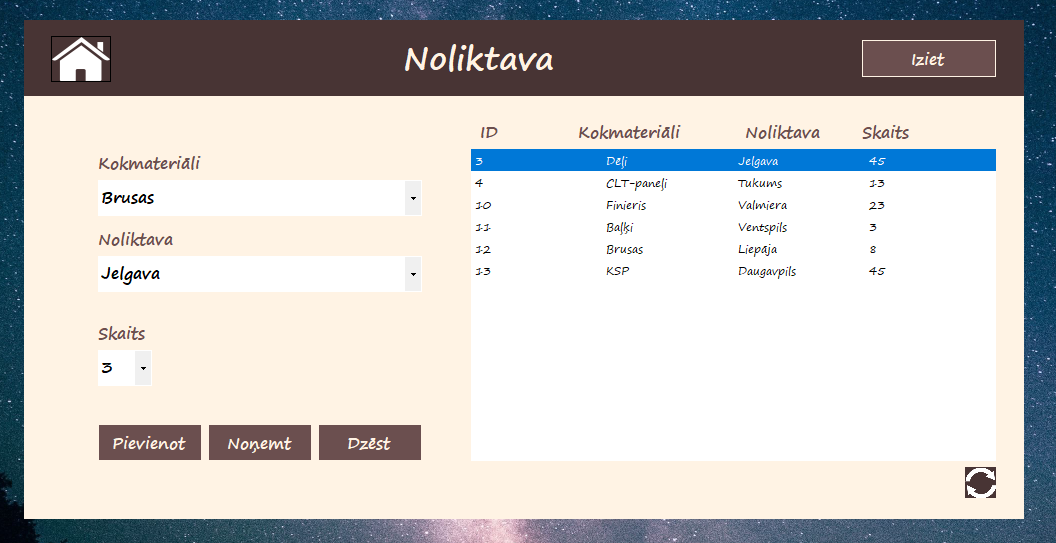 Noliktava
Iziet
Kokmateriāli
Brusas
Noliktava
Jelgava
Skaits
3
Pievienot Noņemt Dzēst
ID Kokmateriāli Noliktava Skaits
3 Dēļi Jelgava 45
4 CLT-paneļi Tukums 13
10 Finieris Valmiera 23
11 Baļķi Ventspils 3
12 Brusas Liepāja 8
13 KSP Daugavpils 45